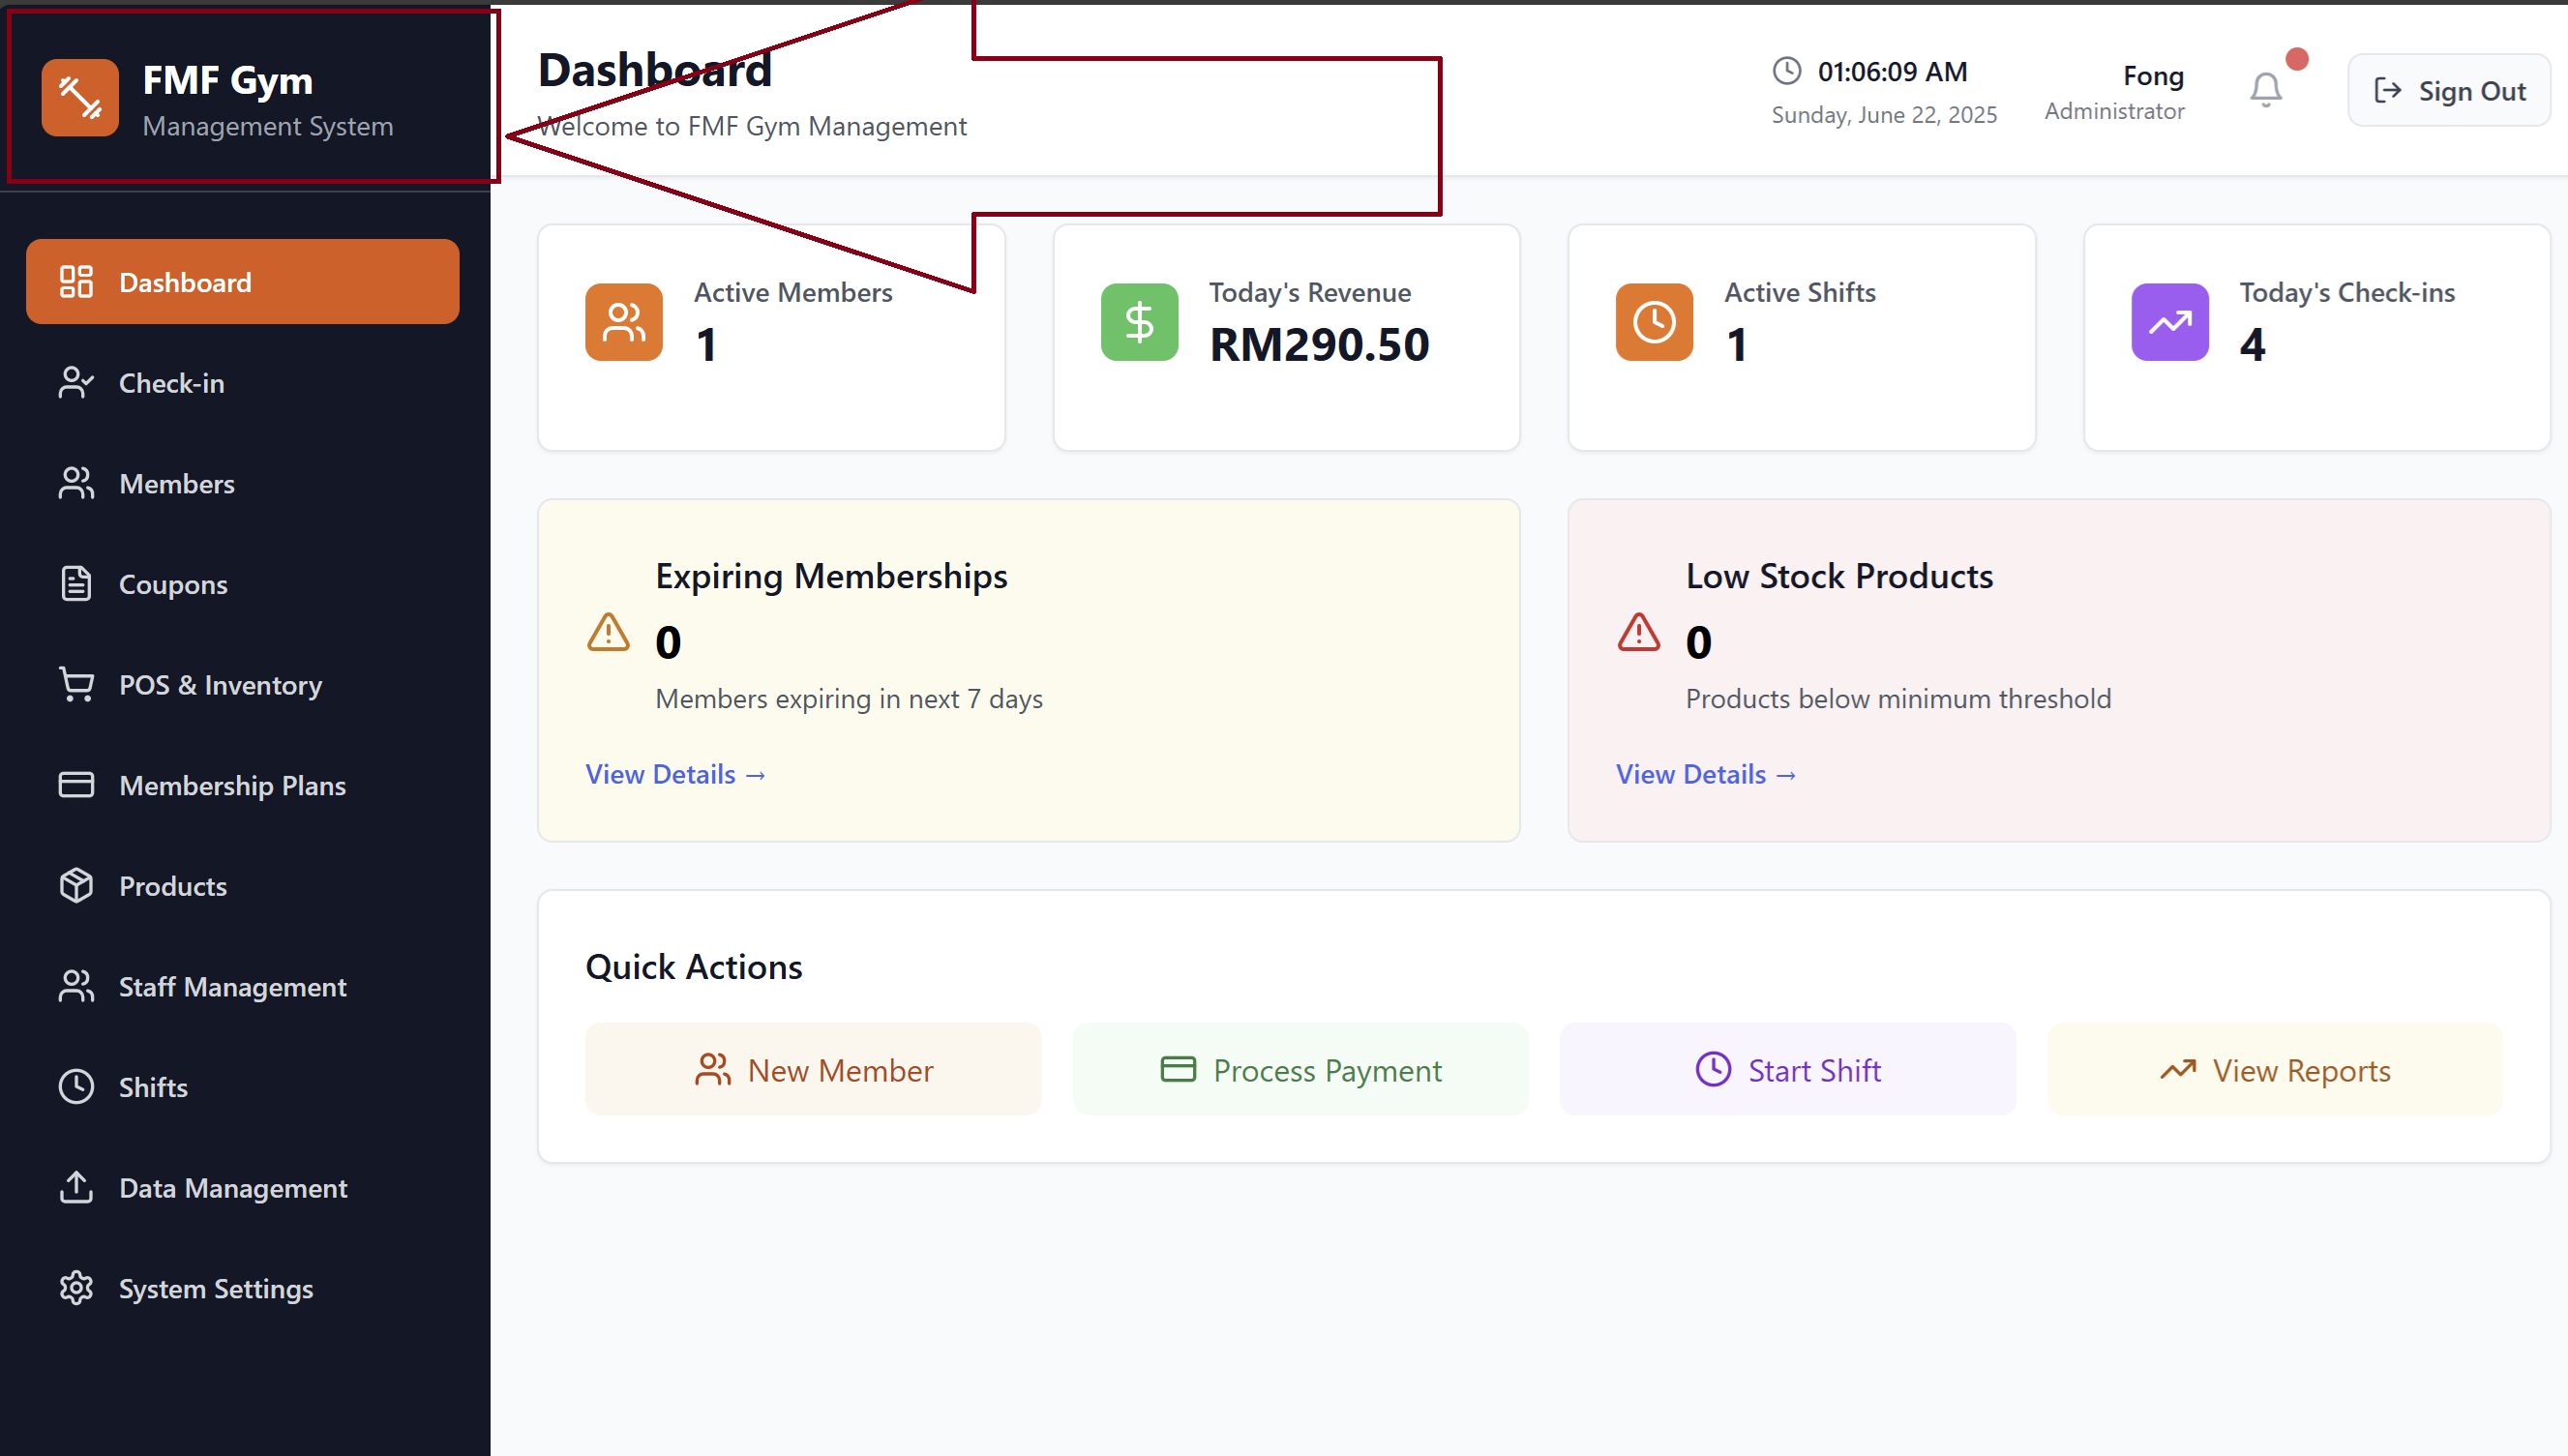 FMF Gym
Management System
Dashboard
Check-in
Members
Coupons
POS & Inventory
Membership Plans
Products
Staff Management
Shifts
Data Management
System Settings
Dashboard
Welcome to FMF Gym Management
01:06:09 AM
Sunday, June 22, 2025
Fong
Administrator
Sign Out
Active Members
1
Today's Revenue
RM290.50
Active Shifts
1
Today's Check-ins
4
Expiring Memberships
0
Members expiring in next 7 days
View Details →
Low Stock Products
0
Products below minimum threshold
View Details →
Quick Actions
New Member
Process Payment
Start Shift
View Reports